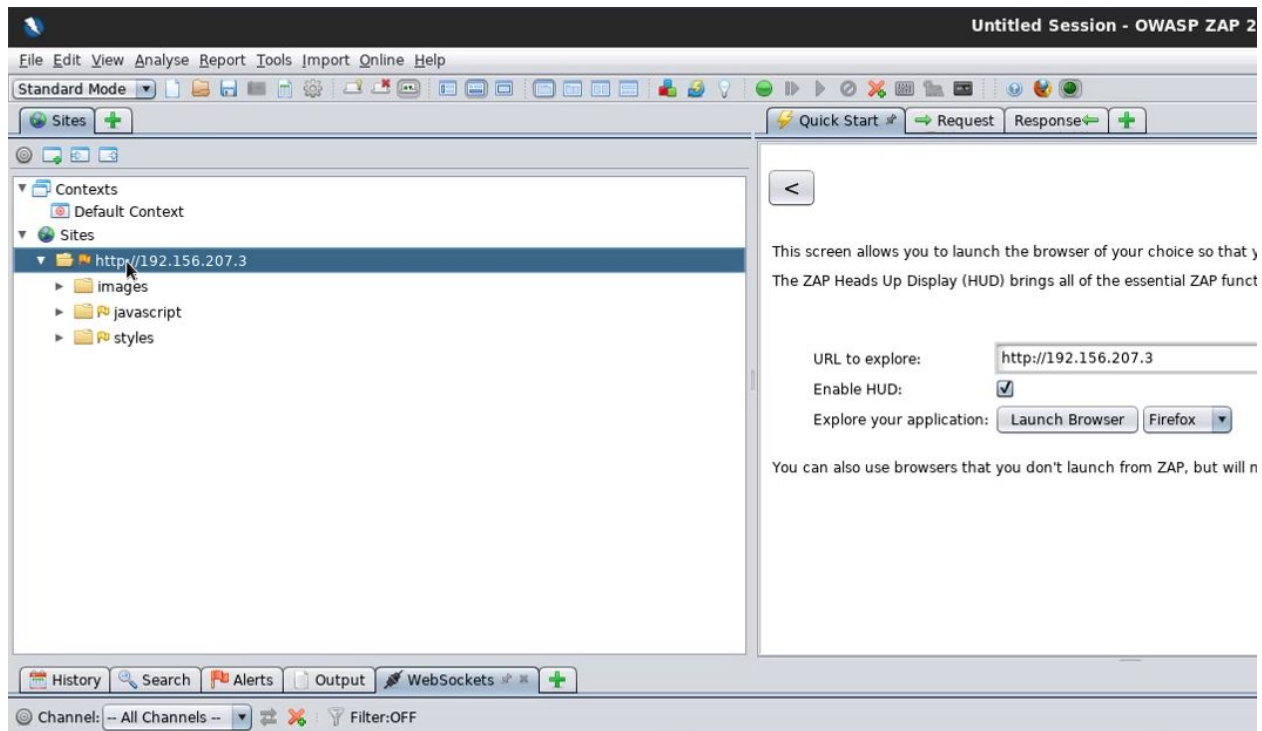 Untitled Session - OWASP ZAP 2
File Edit View Analyse Report Tools Import Online Help
Standard Mode
Sites
Quick Start
Request
Response
Contexts
Default Context
Sites
http://192.156.207.3
images
javascript
styles
<
This screen allows you to launch the browser of your choice so that y
The ZAP Heads Up Display (HUD) brings all of the essential ZAP funct
URL to explore: http://192.156.207.3
Enable HUD:
Explore your application: Launch Browser Firefox
You can also use browsers that you don't launch from ZAP, but will n
History Search Alerts Output WebSockets
Channel: -- All Channels -- Filter:OFF